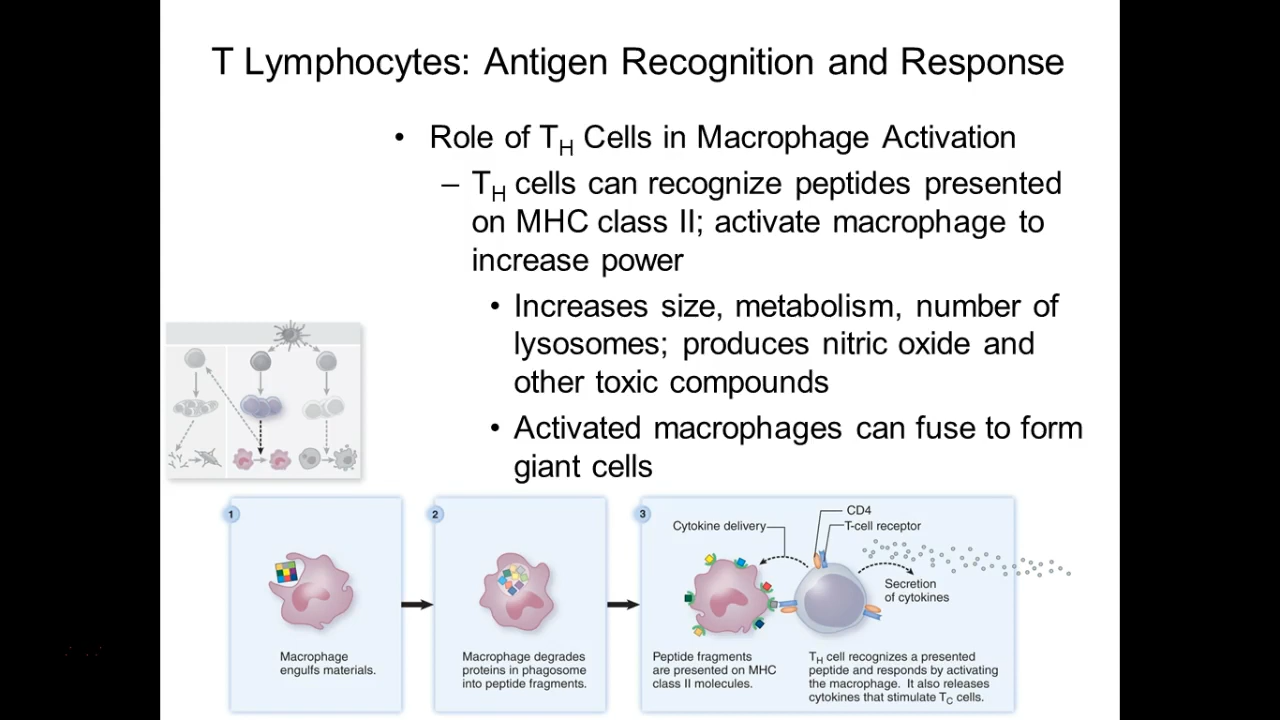 T Lymphocytes: Antigen Recognition and Response
• Role of TH Cells in Macrophage Activation
– TH cells can recognize peptides presented
on MHC class II; activate macrophage to
increase power
• Increases size, metabolism, number of
lysosomes; produces nitric oxide and
other toxic compounds
• Activated macrophages can fuse to form
giant cells
1
Macrophage
engulfs materials.
2
Macrophage degrades
proteins in phagosome
into peptide fragments.
3
Cytokine delivery
CD4
T-cell receptor
Secretion
of cytokines
Peptide fragments
are presented on MHC
class II molecules.
TH cell recognizes a presented
peptide and responds by activating
the macrophage. It also releases
cytokines that stimulate TC cells.